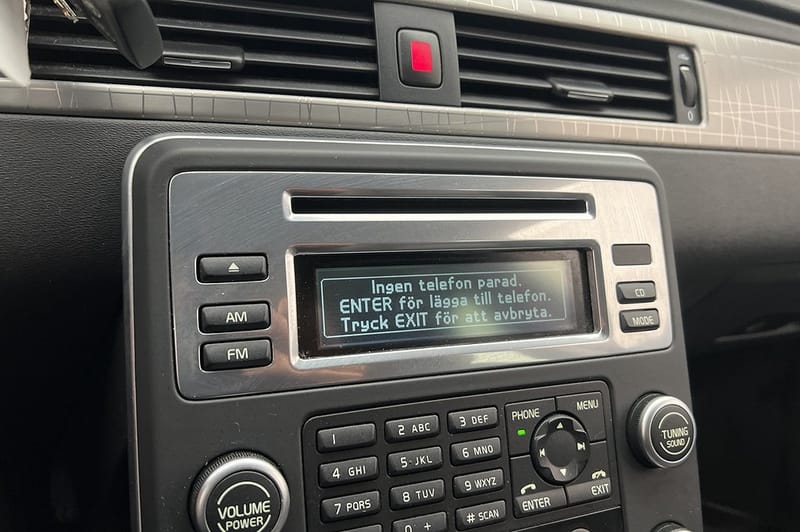 Ingen telefon parad.
ENTER för lägga till telefon.
Tryck EXIT för att avbryta.
AM
FM
CD
MODE
1
2 ABC
3 DEF
4 GHI
5 JKL
6 MNO
7 PQRS
8 TUV
9 WXYZ
0 +
# SCAN
PHONE
MENU
ENTER
EXIT
VOLUME
POWER
TUNING
SOUND
0